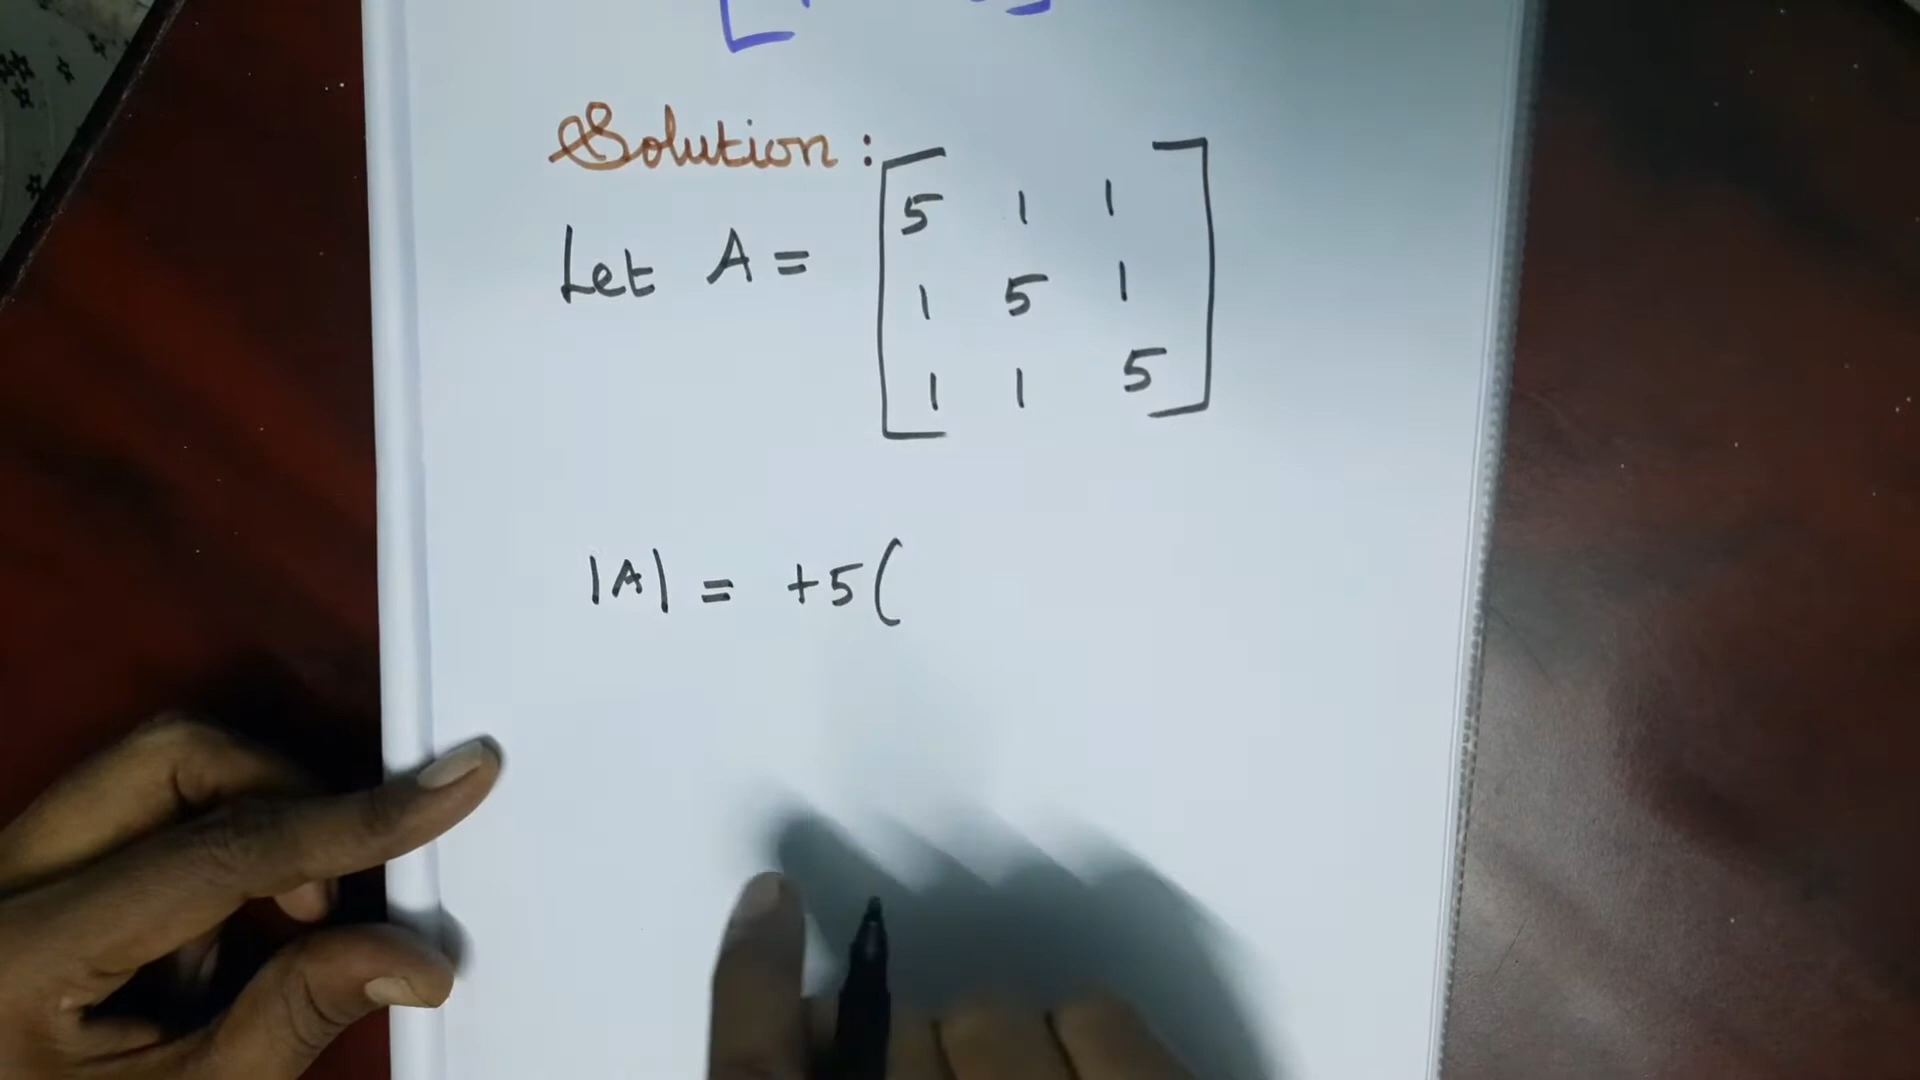 Solution :
Let A = [5 1 1
1 5 1
1 1 5]
|A| = +5(